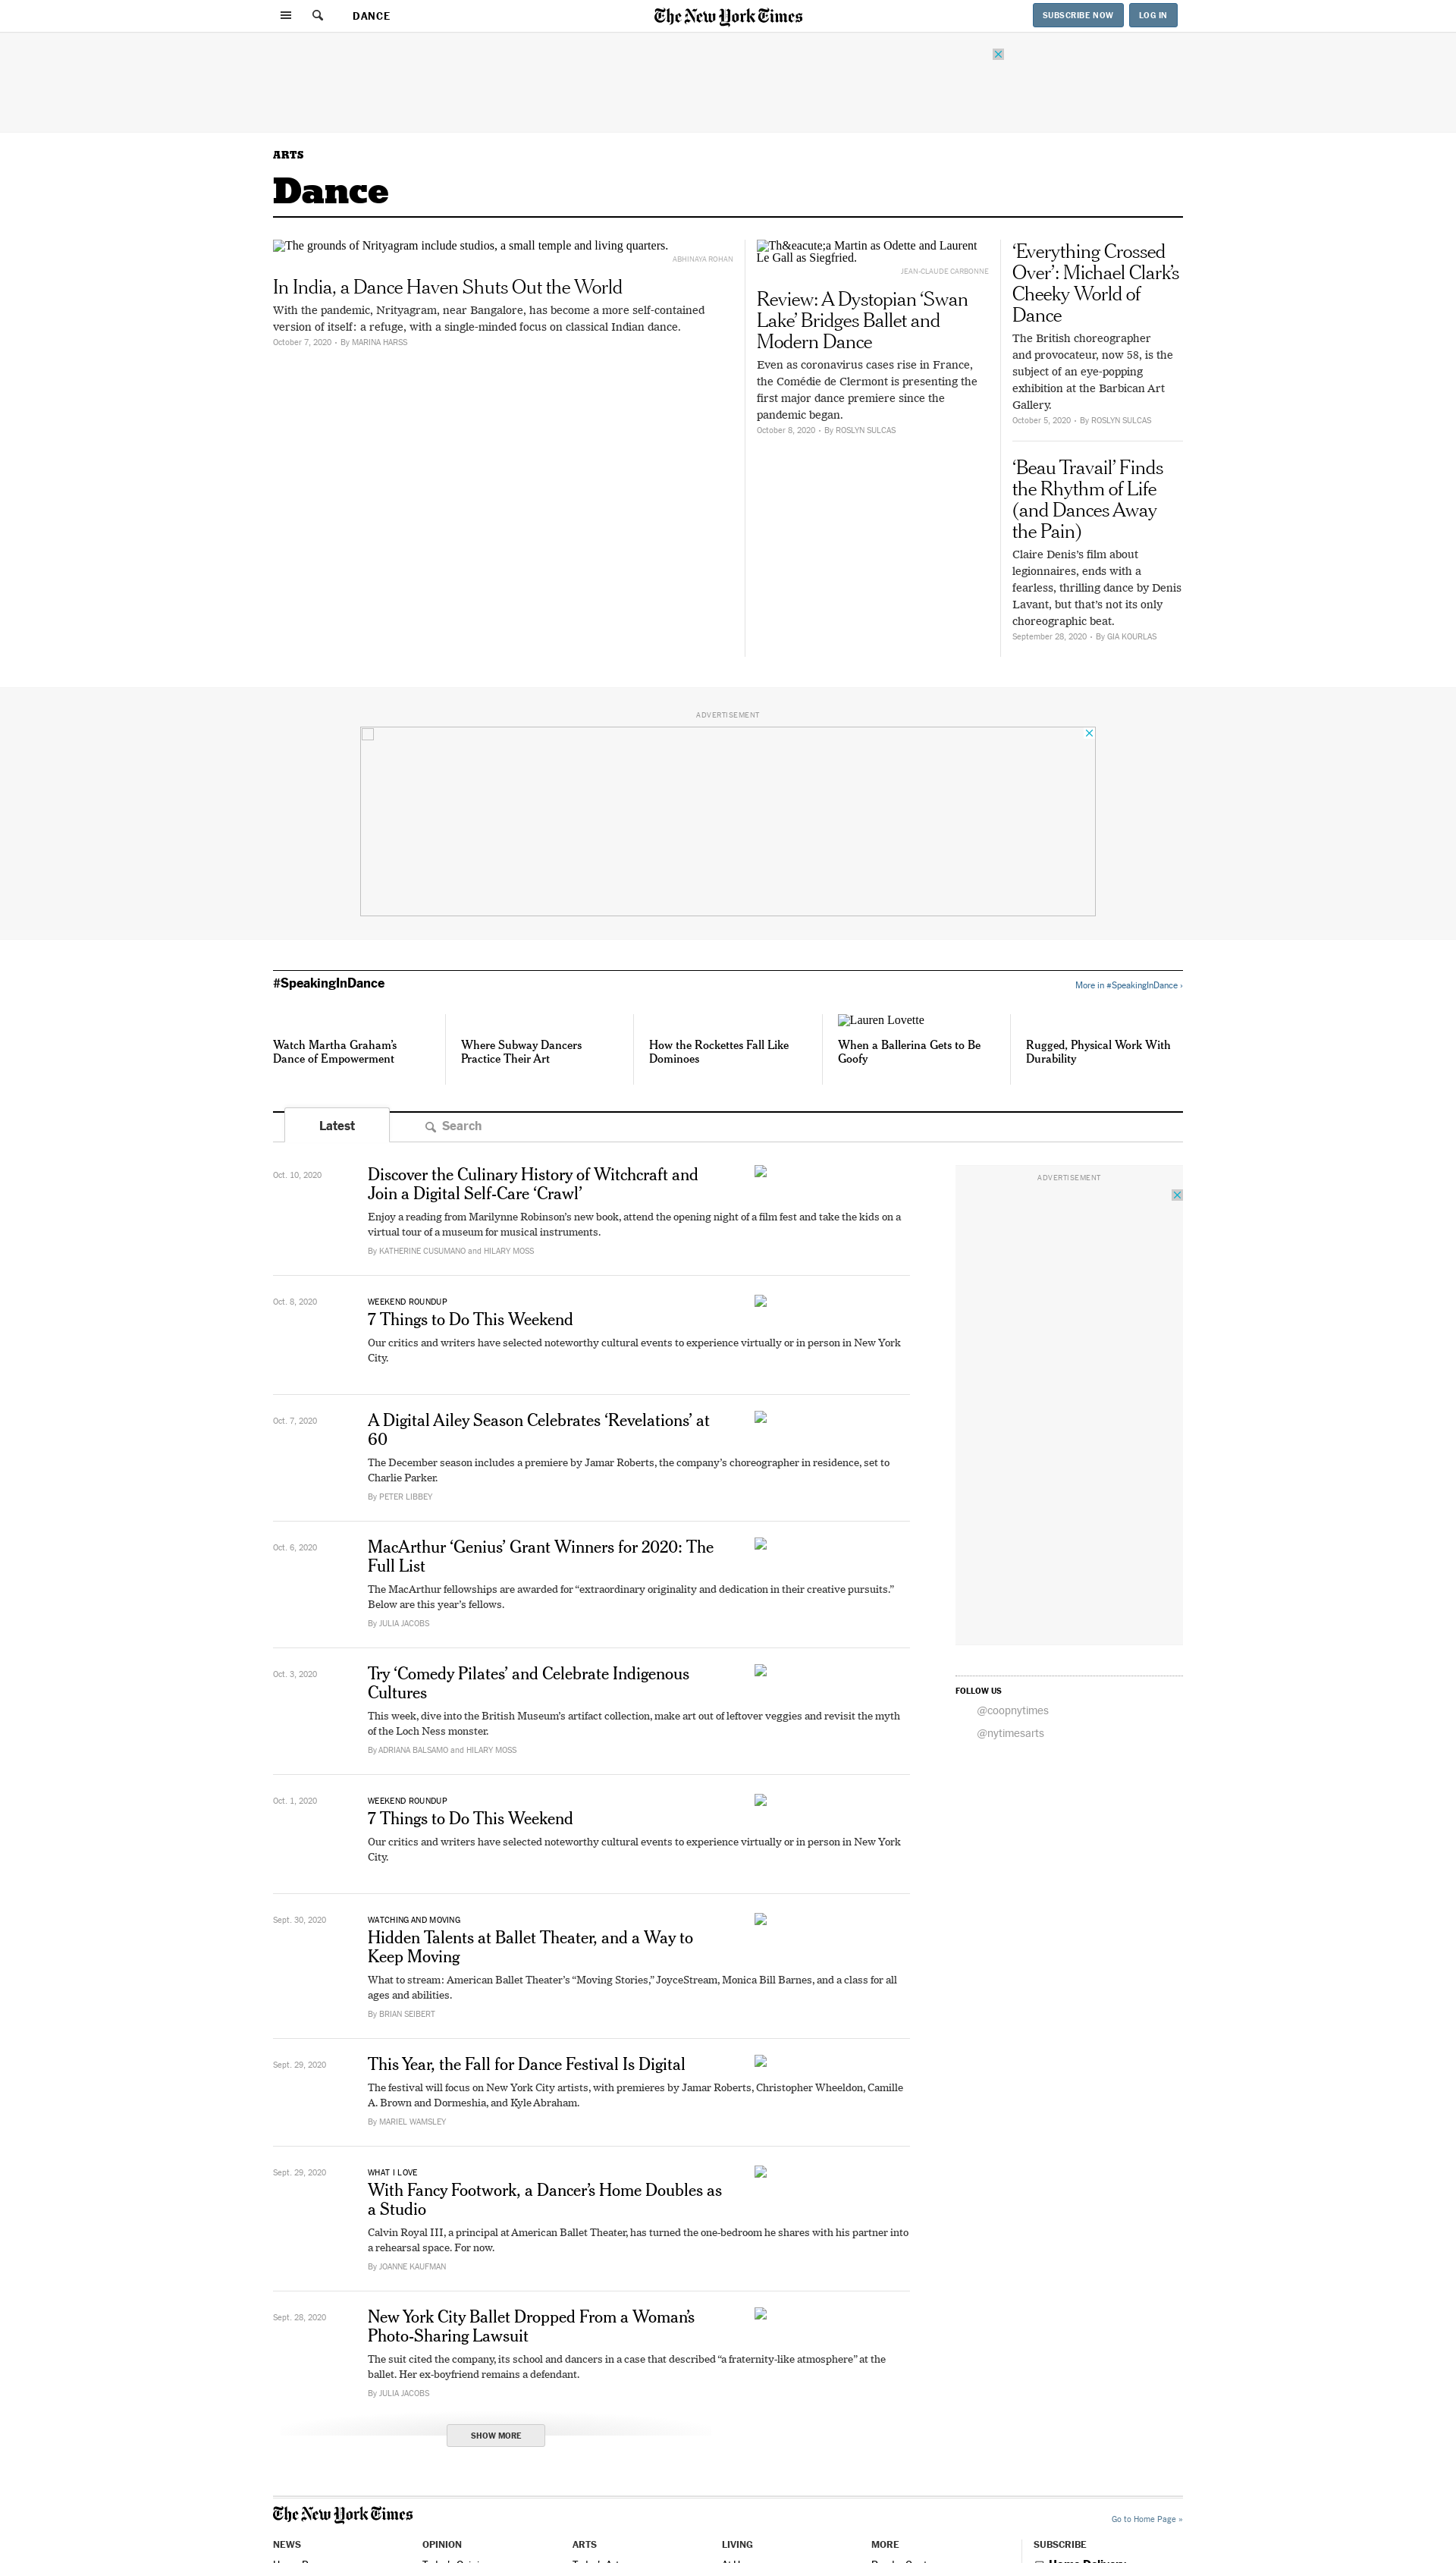 DANCE
The New York Times
SUBSCRIBE NOW
LOG IN
ARTS
Dance
The grounds of Nrityagram include studios, a small temple and living quarters.
ABHINAYA ROHAN
In India, a Dance Haven Shuts Out the World
With the pandemic, Nrityagram, near Bangalore, has become a more self-contained
version of itself: a refuge, with a single-minded focus on classical Indian dance.
October 7, 2020 • By MARINA HARSS
Th&eacute;a Martin as Odette and Laurent
Le Gall as Siegfried.
JEAN-CLAUDE CARBONNE
Review: A Dystopian ‘Swan
Lake’ Bridges Ballet and
Modern Dance
Even as coronavirus cases rise in France,
the Comédie de Clermont is presenting the
first major dance premiere since the
pandemic began.
October 8, 2020 • By ROSLYN SULCAS
‘Everything Crossed
Over’: Michael Clark’s
Cheeky World of
Dance
The British choreographer
and provocateur, now 58, is the
subject of an eye-popping
exhibition at the Barbican Art
Gallery.
October 5, 2020 • By ROSLYN SULCAS
‘Beau Travail’ Finds
the Rhythm of Life
(and Dances Away
the Pain)
Claire Denis’s film about
legionnaires, ends with a
fearless, thrilling dance by Denis
Lavant, but that’s not its only
choreographic beat.
September 28, 2020 • By GIA KOURLAS
ADVERTISEMENT
#SpeakingInDance
More in #SpeakingInDance ›
Watch Martha Graham’s
Dance of Empowerment
Where Subway Dancers
Practice Their Art
How the Rockettes Fall Like
Dominoes
Lauren Lovette
When a Ballerina Gets to Be
Goofy
Rugged, Physical Work With
Durability
Latest
Search
Oct. 10, 2020
Discover the Culinary History of Witchcraft and
Join a Digital Self-Care ‘Crawl’
Enjoy a reading from Marilynne Robinson’s new book, attend the opening night of a film fest and take the kids on a
virtual tour of a museum for musical instruments.
By KATHERINE CUSUMANO and HILARY MOSS
ADVERTISEMENT
Oct. 8, 2020
WEEKEND ROUNDUP
7 Things to Do This Weekend
Our critics and writers have selected noteworthy cultural events to experience virtually or in person in New York
City.
Oct. 7, 2020
A Digital Ailey Season Celebrates ‘Revelations’ at
60
The December season includes a premiere by Jamar Roberts, the company’s choreographer in residence, set to
Charlie Parker.
By PETER LIBBEY
Oct. 6, 2020
MacArthur ‘Genius’ Grant Winners for 2020: The
Full List
The MacArthur fellowships are awarded for “extraordinary originality and dedication in their creative pursuits.”
Below are this year’s fellows.
By JULIA JACOBS
Oct. 3, 2020
Try ‘Comedy Pilates’ and Celebrate Indigenous
Cultures
This week, dive into the British Museum’s artifact collection, make art out of leftover veggies and revisit the myth
of the Loch Ness monster.
By ADRIANA BALSAMO and HILARY MOSS
FOLLOW US
@coopnytimes
@nytimesarts
Oct. 1, 2020
WEEKEND ROUNDUP
7 Things to Do This Weekend
Our critics and writers have selected noteworthy cultural events to experience virtually or in person in New York
City.
Sept. 30, 2020
WATCHING AND MOVING
Hidden Talents at Ballet Theater, and a Way to
Keep Moving
What to stream: American Ballet Theater’s “Moving Stories,” JoyceStream, Monica Bill Barnes, and a class for all
ages and abilities.
By BRIAN SEIBERT
Sept. 29, 2020
This Year, the Fall for Dance Festival Is Digital
The festival will focus on New York City artists, with premieres by Jamar Roberts, Christopher Wheeldon, Camille
A. Brown and Dormeshia, and Kyle Abraham.
By MARIEL WAMSLEY
Sept. 29, 2020
WHAT I LOVE
With Fancy Footwork, a Dancer’s Home Doubles as
a Studio
Calvin Royal III, a principal at American Ballet Theater, has turned the one-bedroom he shares with his partner into
a rehearsal space. For now.
By JOANNE KAUFMAN
Sept. 28, 2020
New York City Ballet Dropped From a Woman’s
Photo-Sharing Lawsuit
The suit cited the company, its school and dancers in a case that described “a fraternity-like atmosphere” at the
ballet. Her ex-boyfriend remains a defendant.
By JULIA JACOBS
SHOW MORE
The New York Times
Go to Home Page »
NEWS
OPINION
ARTS
LIVING
MORE
SUBSCRIBE